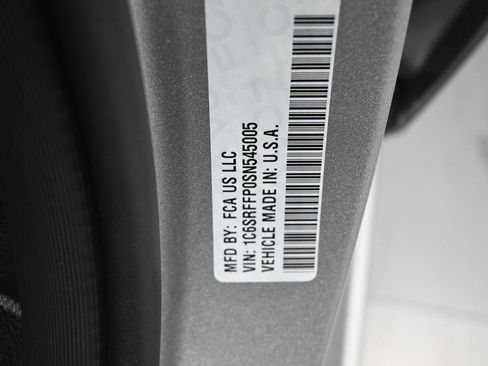 MFD BY: FCA US LLC
VIN: 1C6SRFFP0SN545005
VEHICLE MADE IN: U.S.A.